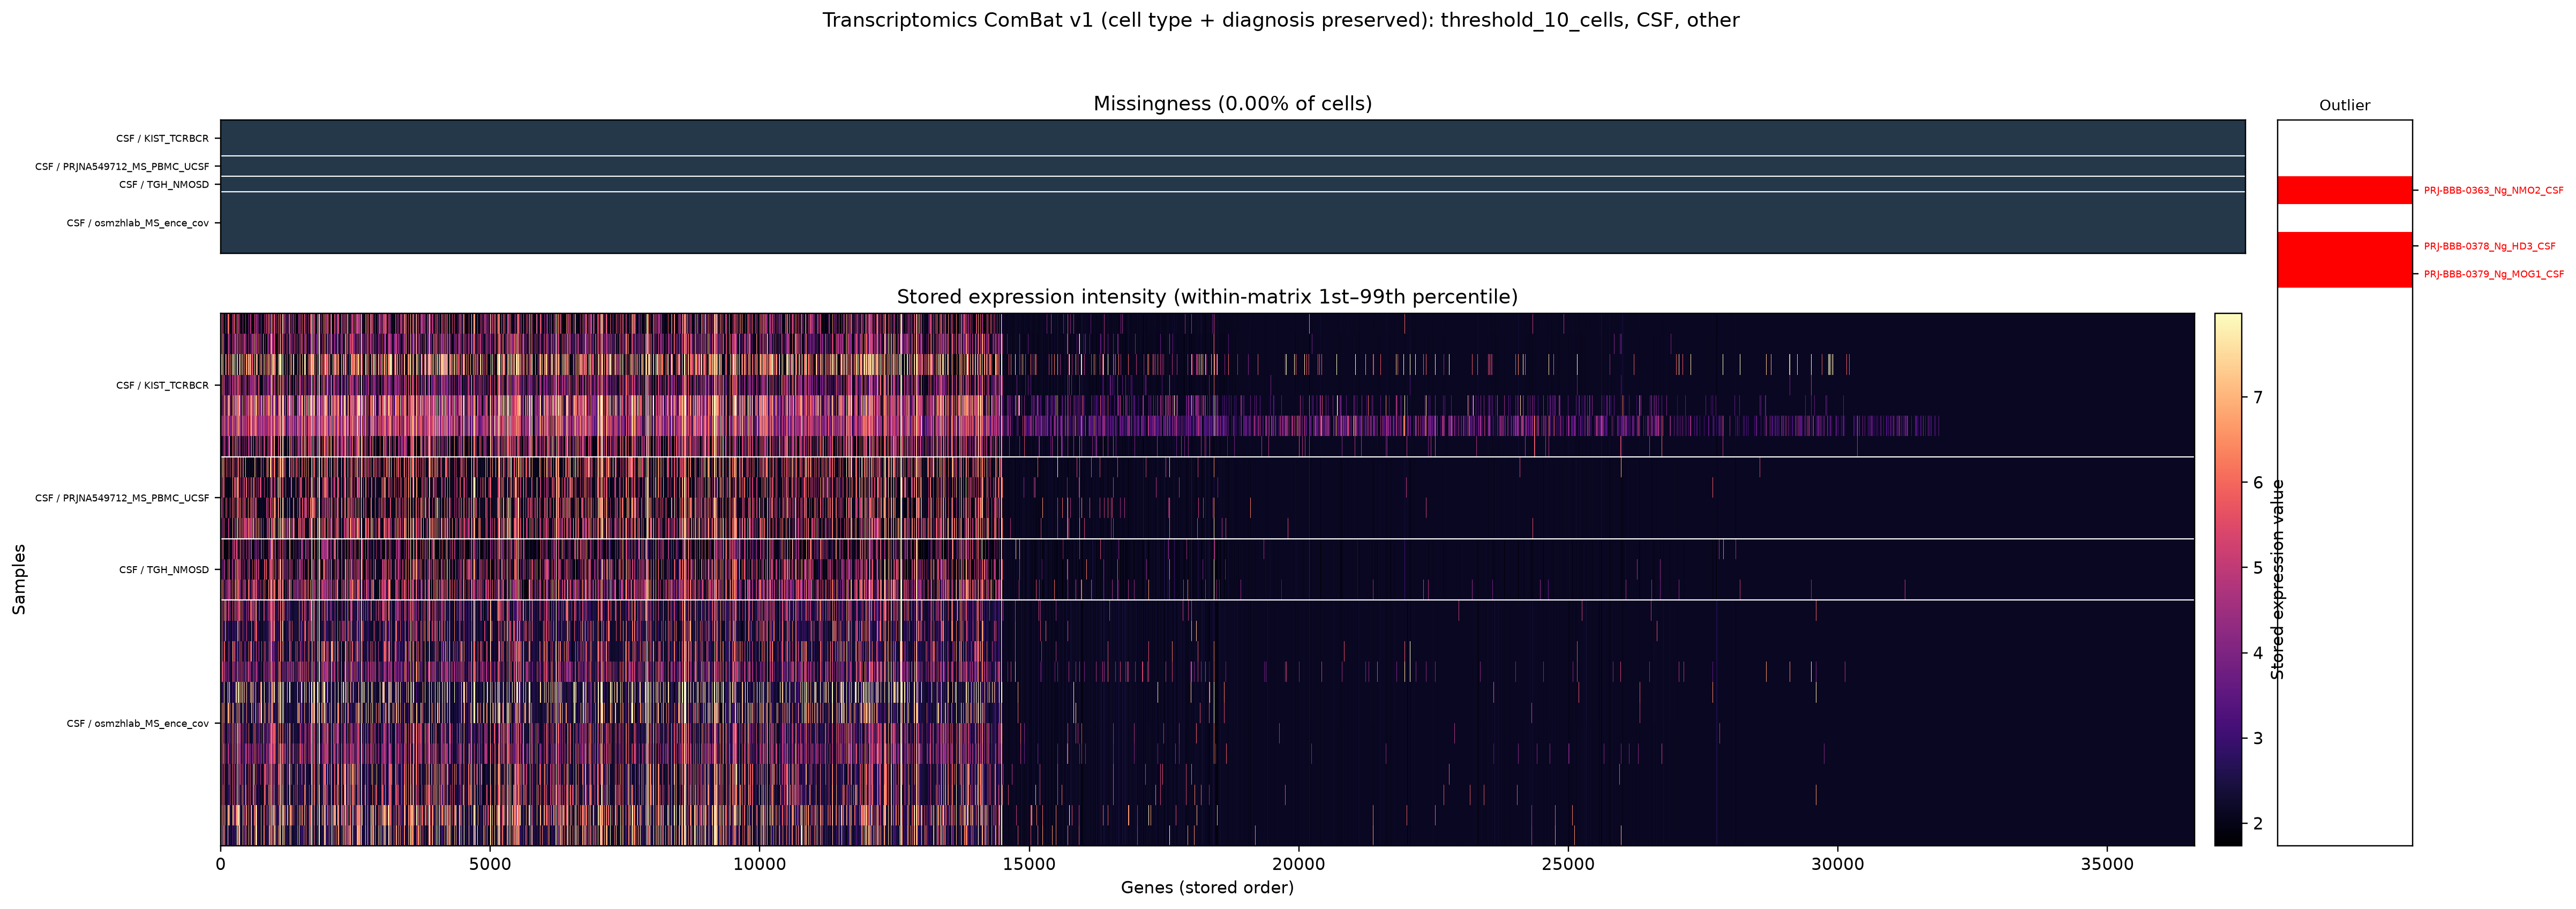 Transcriptomics ComBat v1 (cell type + diagnosis preserved): threshold_10_cells, CSF, other
Missingness (0.00% of cells)
Outlier
CSF / KIST_TCRBCR
CSF / PRJNA549712_MS_PBMC_UCSF
CSF / TGH_NMOSD
CSF / osmzhlab_MS_ence_cov
PRJ-BBB-0363_Ng_NMO2_CSF
PRJ-BBB-0378_Ng_HD3_CSF
PRJ-BBB-0379_Ng_MOG1_CSF
Stored expression intensity (within-matrix 1st–99th percentile)
Samples
CSF / KIST_TCRBCR
CSF / PRJNA549712_MS_PBMC_UCSF
CSF / TGH_NMOSD
CSF / osmzhlab_MS_ence_cov
7
6
5
4
3
2
Stored expression value
0
5000
10000
15000
20000
25000
30000
35000
Genes (stored order)